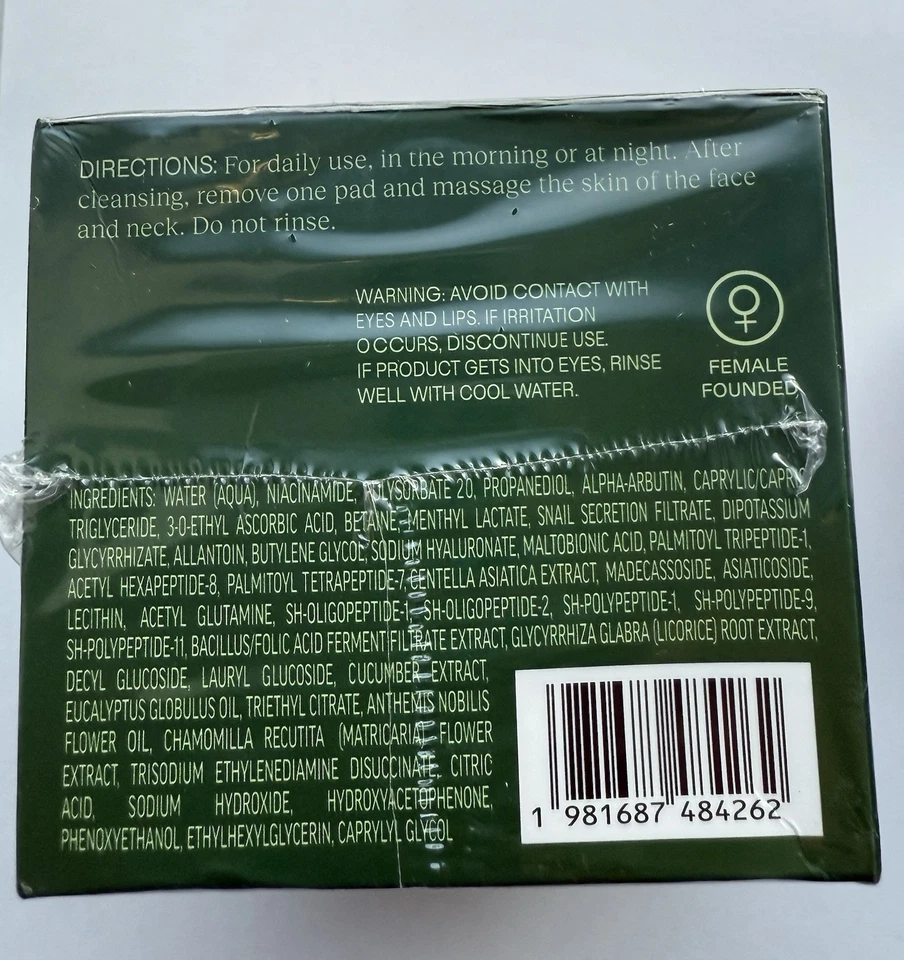 DIRECTIONS: For daily use, in the morning or at night. After
cleansing, remove one pad and massage the skin of the face
and neck. Do not rinse.
WARNING: AVOID CONTACT WITH
EYES AND LIPS. IF IRRITATION
OCCURS, DISCONTINUE USE.
IF PRODUCT GETS INTO EYES, RINSE
WELL WITH COOL WATER.
FEMALE
FOUNDED
INGREDIENTS: WATER (AQUA), NIACINAMIDE, POLYSORBATE 20, PROPANEDIOL, ALPHA-ARBUTIN, CAPRYLIC/CAPRIC
TRIGLYCERIDE, 3-O-ETHYL ASCORBIC ACID, BETAINE, MENTHYL LACTATE, SNAIL SECRETION FILTRATE, DIPOTASSIUM
GLYCYRRHIZATE, ALLANTOIN, BUTYLENE GLYCOL, SODIUM HYALURONATE, MALTOBIONIC ACID, PALMITOYL TRIPEPTIDE-1,
ACETYL HEXAPEPTIDE-8, PALMITOYL TETRAPEPTIDE-7, CENTELLA ASIATICA EXTRACT, MADECASSOSIDE, ASIATICOSIDE,
LECITHIN, ACETYL GLUTAMINE, SH-OLIGOPEPTIDE-1, SH-OLIGOPEPTIDE-2, SH-POLYPEPTIDE-1, SH-POLYPEPTIDE-9,
SH-POLYPEPTIDE-11, BACILLUS/FOLIC ACID FERMENT FILTRATE EXTRACT, GLYCYRRHIZA GLABRA (LICORICE) ROOT EXTRACT,
DECYL GLUCOSIDE, LAURYL GLUCOSIDE, CUCUMBER EXTRACT,
EUCALYPTUS GLOBULUS OIL, TRIETHYL CITRATE, ANTHEMIS NOBILIS
FLOWER OIL, CHAMOMILLA RECUTITA (MATRICARIA) FLOWER
EXTRACT, TRISODIUM ETHYLENEDIAMINE DISUCCINATE, CITRIC
ACID, SODIUM HYDROXIDE, HYDROXYACETOPHENONE,
PHENOXYETHANOL, ETHYLHEXYLGLYCERIN, CAPRYLYL GLYCOL
1 981687 484262